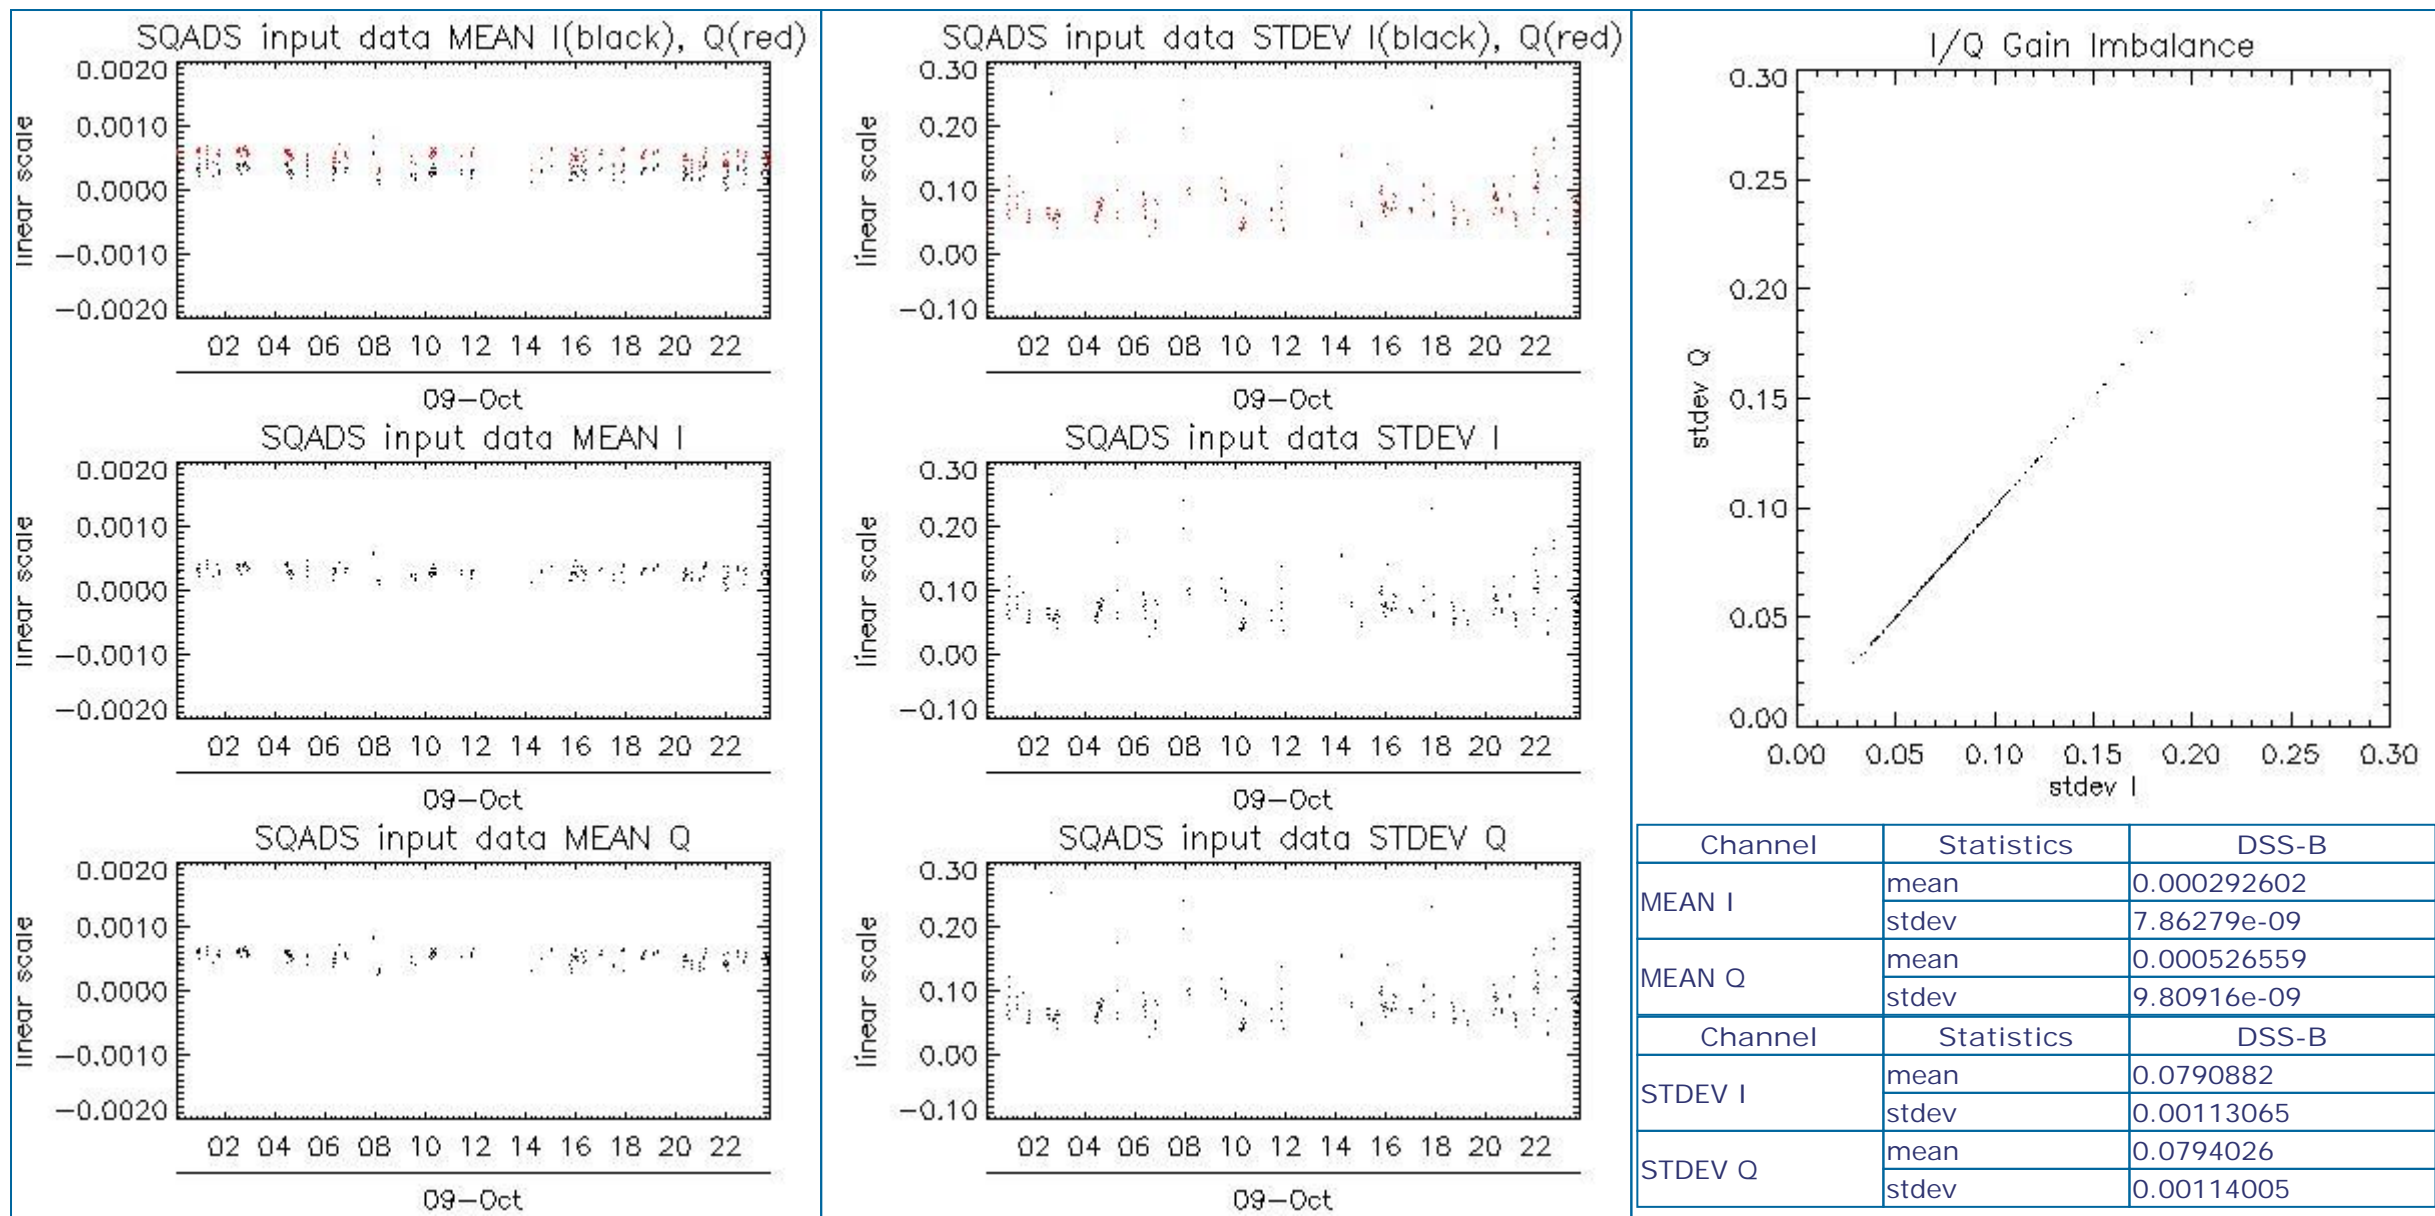 SQADS input data MEAN I(black), Q(red)
linear scale
0.0020
0.0010
0.0000
−0.0010
−0.0020
02 04 06 08 10 12 14 16 18 20 22
09−Oct
SQADS input data MEAN I
linear scale
0.0020
0.0010
0.0000
−0.0010
−0.0020
02 04 06 08 10 12 14 16 18 20 22
09−Oct
SQADS input data MEAN Q
linear scale
0.0020
0.0010
0.0000
−0.0010
−0.0020
02 04 06 08 10 12 14 16 18 20 22
09−Oct
SQADS input data STDEV I(black), Q(red)
linear scale
0.30
0.20
0.10
0.00
−0.10
02 04 06 08 10 12 14 16 18 20 22
09−Oct
SQADS input data STDEV I
linear scale
0.30
0.20
0.10
0.00
−0.10
02 04 06 08 10 12 14 16 18 20 22
09−Oct
SQADS input data STDEV Q
linear scale
0.30
0.20
0.10
0.00
−0.10
02 04 06 08 10 12 14 16 18 20 22
09−Oct
I/Q Gain Imbalance
stdev Q
0.30
0.25
0.20
0.15
0.10
0.05
0.00
0.00 0.05 0.10 0.15 0.20 0.25 0.30
stdev I
Channel Statistics DSS-B
MEAN I
mean 0.000292602
stdev 7.86279e-09
MEAN Q
mean 0.000526559
stdev 9.80916e-09
Channel Statistics DSS-B
STDEV I
mean 0.0790882
stdev 0.00113065
STDEV Q
mean 0.0794026
stdev 0.00114005